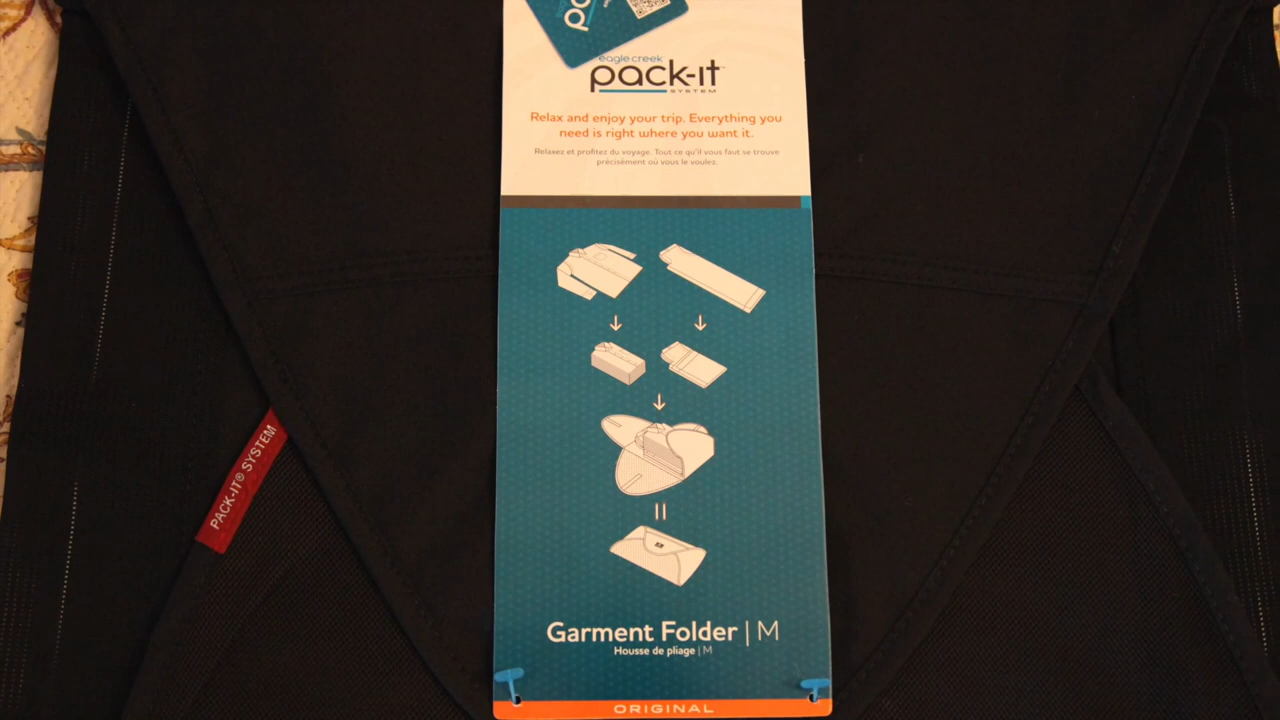 eagle creek
pack-it
SYSTEM
Relax and enjoy your trip. Everything you
need is right where you want it.
Relaxez et profitez du voyage. Tout ce qu'il vous faut se trouve
précisément où vous le voulez.
PACK-IT® SYSTEM
Garment Folder | M
Housse de pliage | M
ORIGINAL